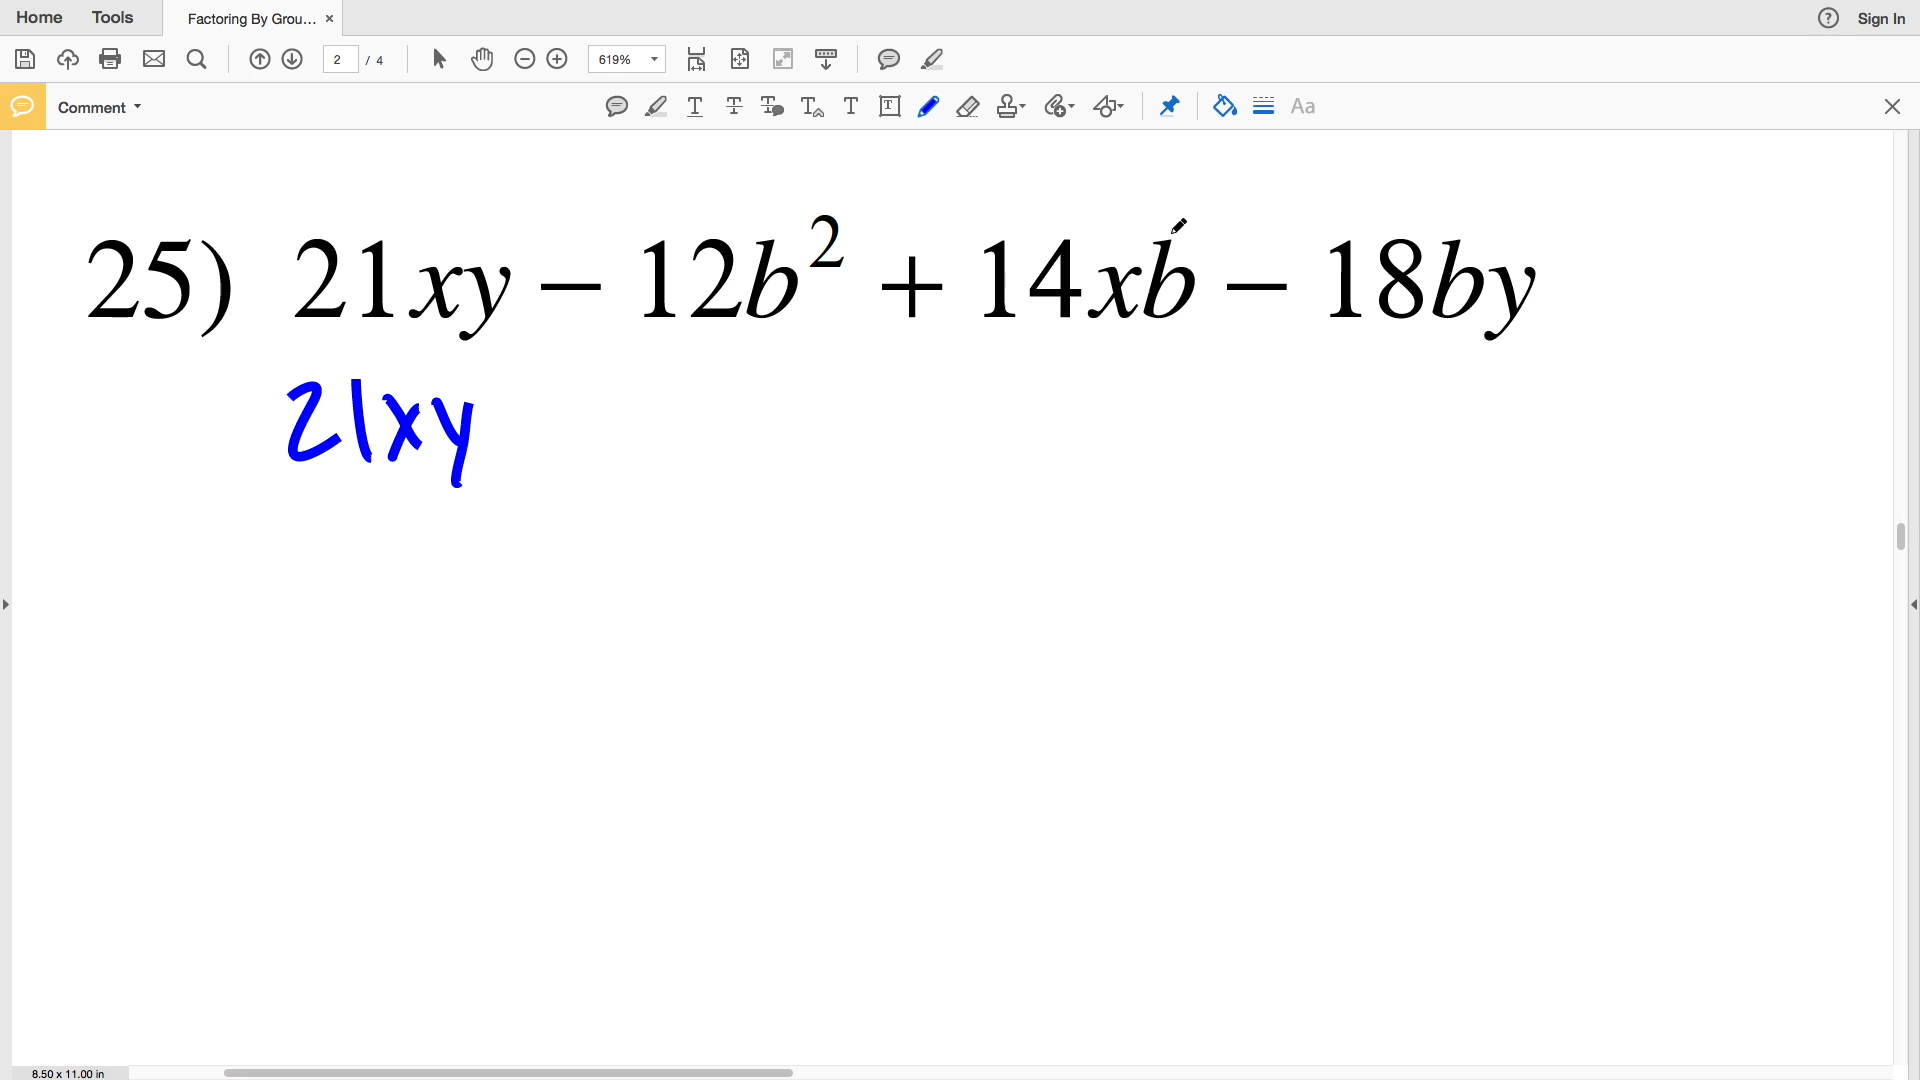 Home Tools Factoring By Grou... × ? Sign In
2 / 4 619%
Comment Aa
25) 21xy − 12b² + 14xb − 18by
21xy
8.50 x 11.00 in